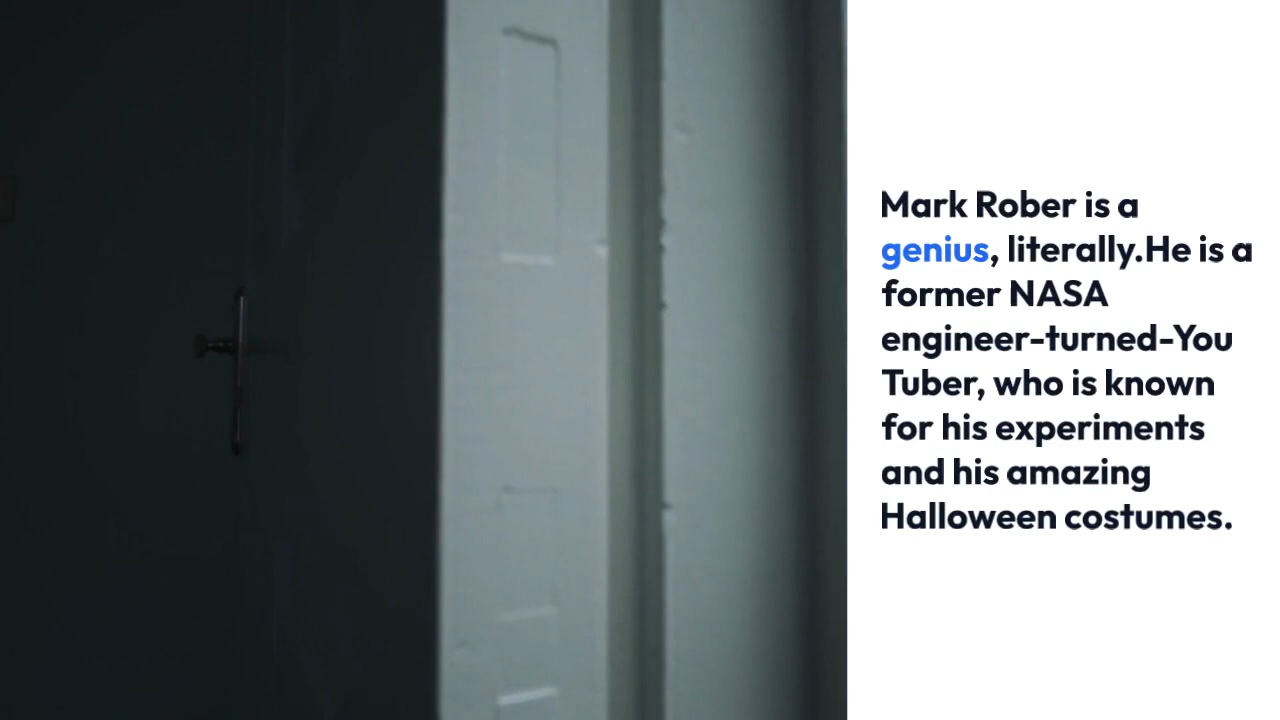 Mark Rober is a
genius, literally.He is a
former NASA
engineer-turned-You
Tuber, who is known
for his experiments
and his amazing
Halloween costumes.